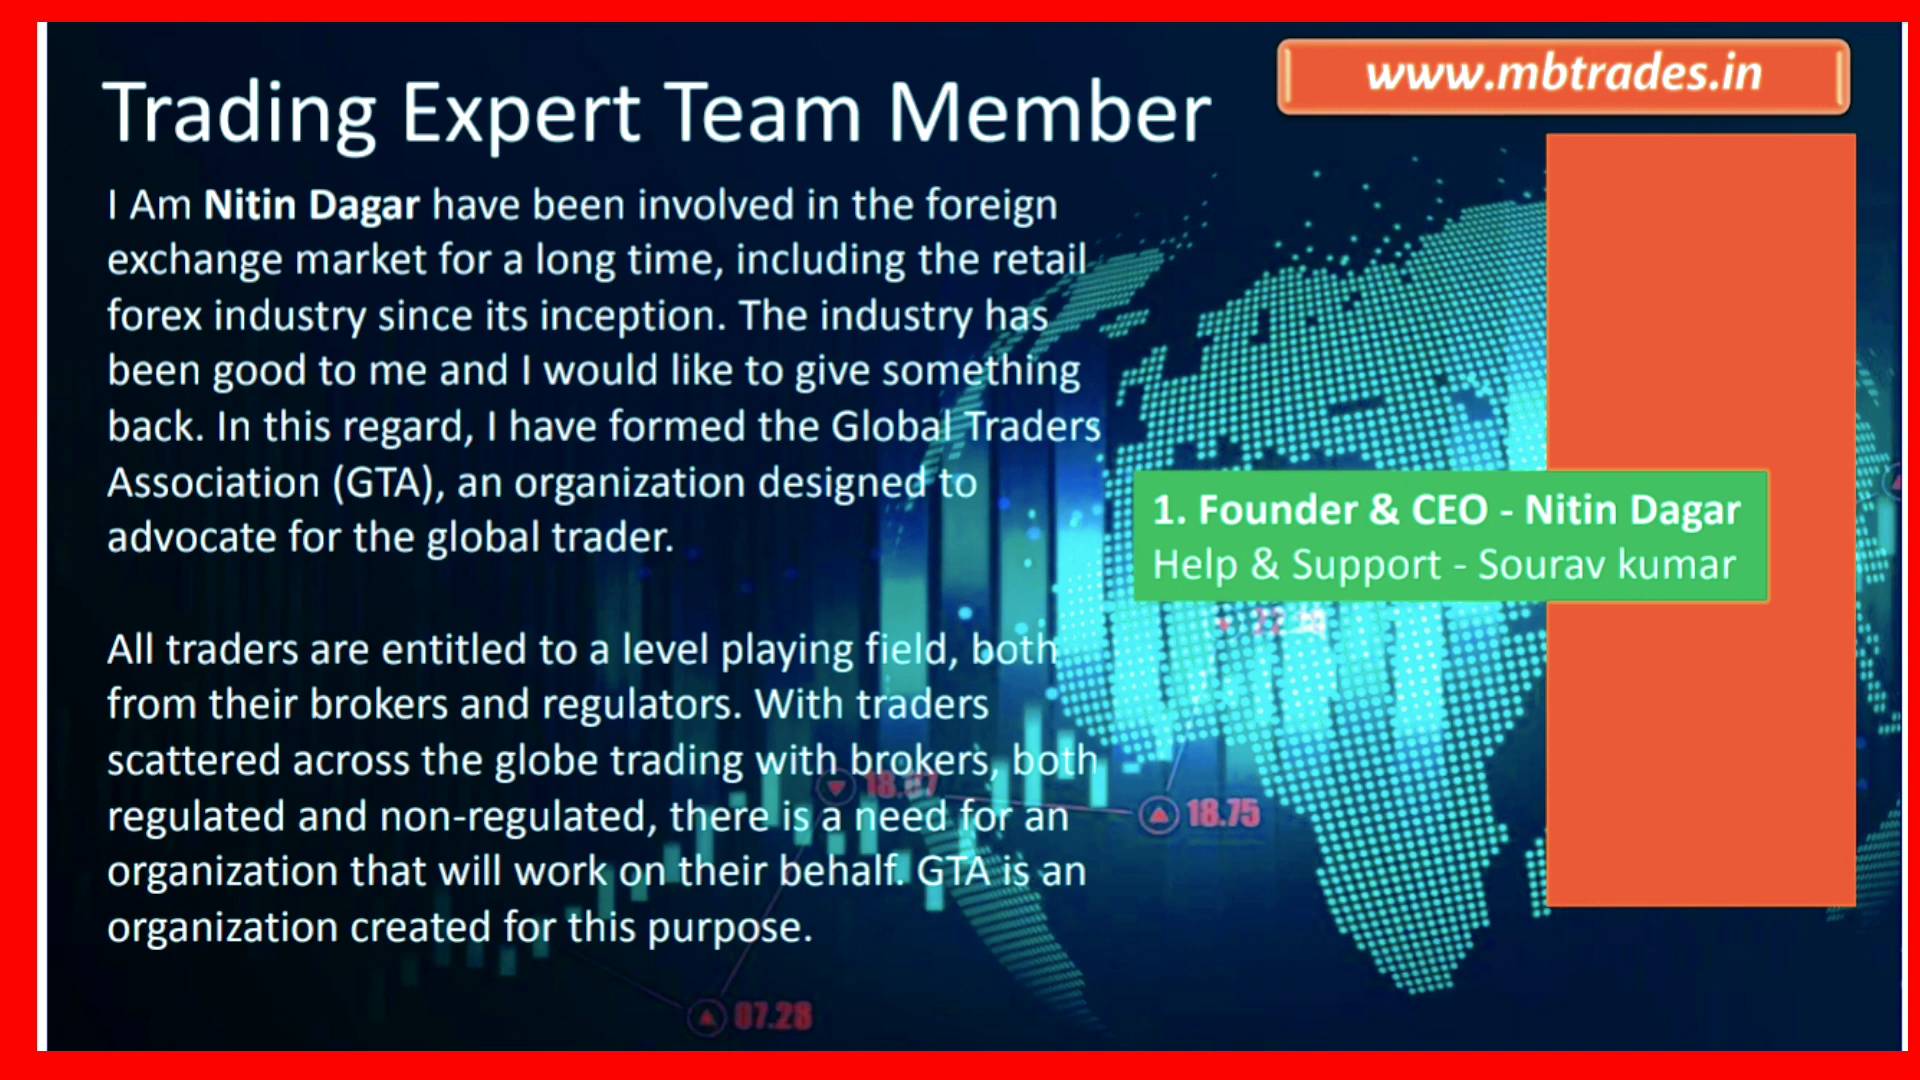 www.mbtrades.in
Trading Expert Team Member
I Am Nitin Dagar have been involved in the foreign
exchange market for a long time, including the retail
forex industry since its inception. The industry has
been good to me and I would like to give something
back. In this regard, I have formed the Global Traders
Association (GTA), an organization designed to
advocate for the global trader.
1. Founder & CEO - Nitin Dagar
Help & Support - Sourav kumar
All traders are entitled to a level playing field, both
from their brokers and regulators. With traders
scattered across the globe trading with brokers, both
regulated and non-regulated, there is a need for an
organization that will work on their behalf. GTA is an
organization created for this purpose.
18.75
07.28